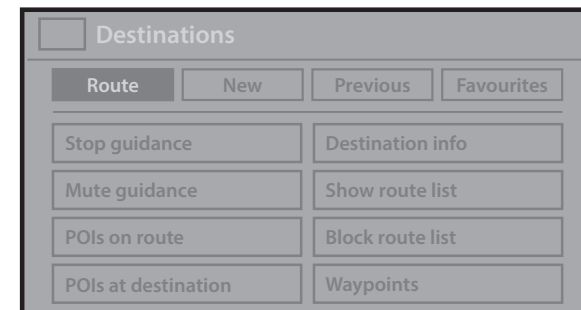 Destinations
Route New Previous Favourites
Stop guidance Destination info
Mute guidance Show route list
POIs on route Block route list
POIs at destination Waypoints